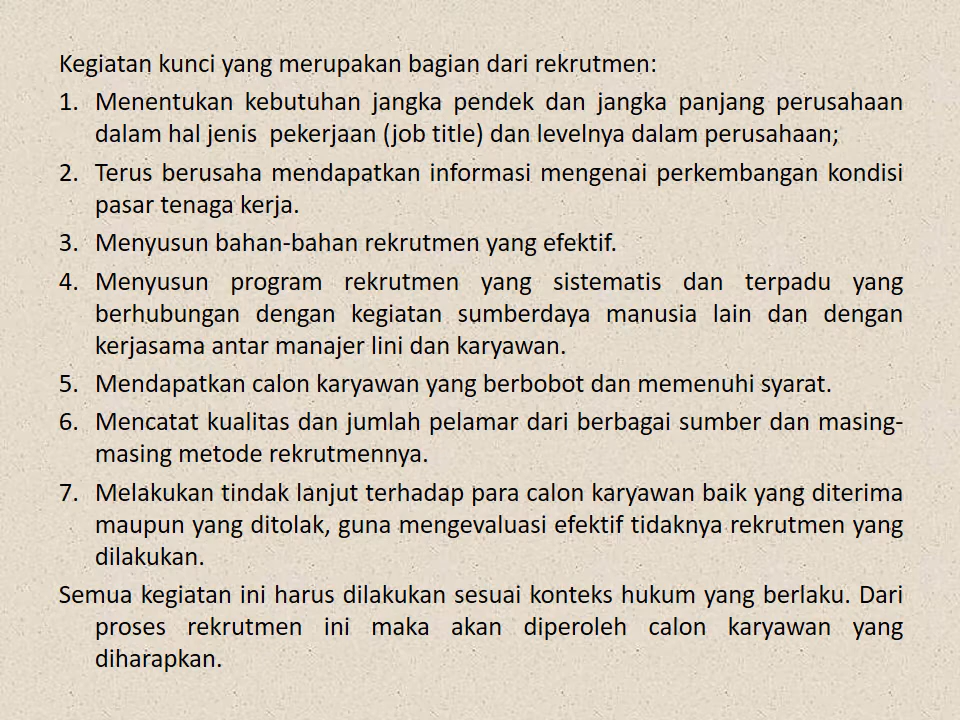 Kegiatan kunci yang merupakan bagian dari rekrutmen:
1. Menentukan kebutuhan jangka pendek dan jangka panjang perusahaan
dalam hal jenis  pekerjaan (job title) dan levelnya dalam perusahaan;
2. Terus berusaha mendapatkan informasi mengenai perkembangan kondisi
pasar tenaga kerja.
3. Menyusun bahan-bahan rekrutmen yang efektif.
4. Menyusun program rekrutmen yang sistematis dan terpadu yang
berhubungan dengan kegiatan sumberdaya manusia lain dan dengan
kerjasama antar manajer lini dan karyawan.
5. Mendapatkan calon karyawan yang berbobot dan memenuhi syarat.
6. Mencatat kualitas dan jumlah pelamar dari berbagai sumber dan masing-
masing metode rekrutmennya.
7. Melakukan tindak lanjut terhadap para calon karyawan baik yang diterima
maupun yang ditolak, guna mengevaluasi efektif tidaknya rekrutmen yang
dilakukan.
Semua kegiatan ini harus dilakukan sesuai konteks hukum yang berlaku. Dari
proses rekrutmen ini maka akan diperoleh calon karyawan yang
diharapkan.